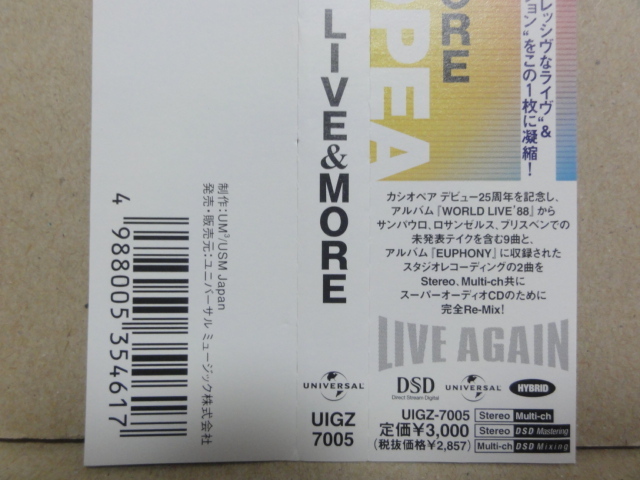 4 988005 354617
制作：UM³/USM Japan
発売・販売元：ユニバーサル ミュージック株式会社
LIVE&MORE
UNIVERSAL
UIGZ
7005
ORE
OPEA
レッシヴなライヴ"&
ョン"をこの1枚に凝縮！
カシオペア デビュー25周年を記念し、
アルバム『WORLD LIVE'88』から
サンパウロ、ロサンゼルス、ブリスベンでの
未発表テイクを含む9曲と、
アルバム『EUPHONY』に収録された
スタジオレコーディングの2曲を
Stereo、Multi-ch共に
スーパーオーディオCDのために
完全Re-Mix!
LIVE AGAIN
DSD
Direct Stream Digital
UNIVERSAL
HYBRID
UIGZ-7005
定価¥3,000
(税抜価格¥2,857)
Stereo Multi-ch
Stereo DSD Mastering
Multi-ch DSD Mixing